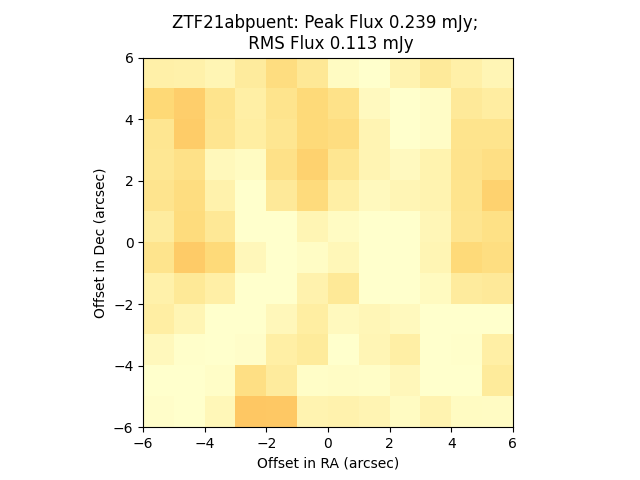 ZTF21abpuent: Peak Flux 0.239 mJy;
RMS Flux 0.113 mJy
6
4
2
0
−2
−4
−6
Offset in Dec (arcsec)
−6 −4 −2 0 2 4 6
Offset in RA (arcsec)